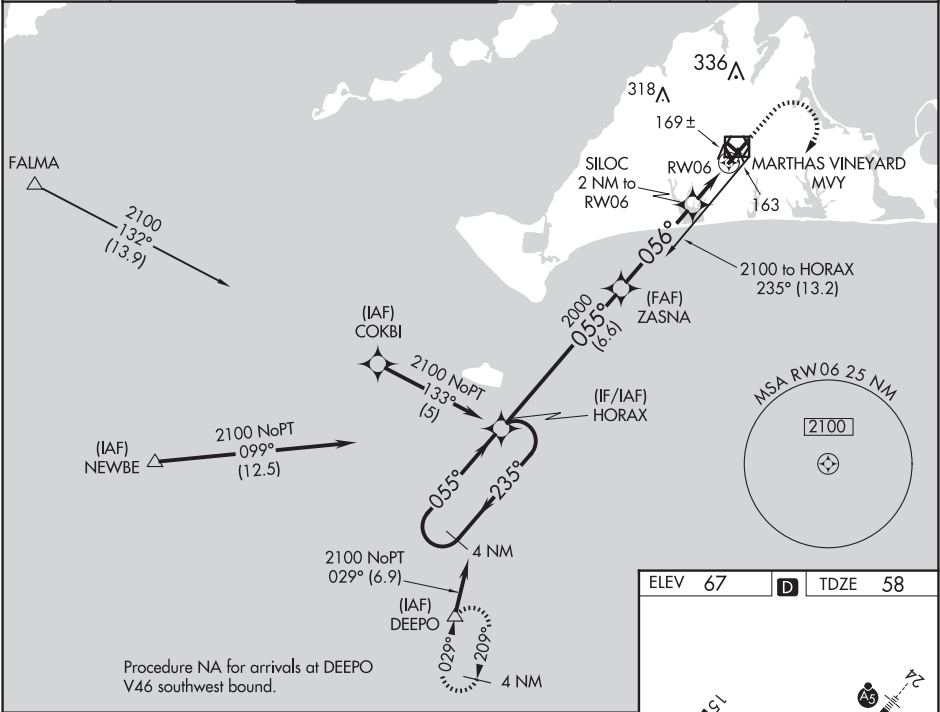 336
318
169±
FALMA
SILOC
2 NM to
RW06
RW06
MARTHAS VINEYARD
MVY
163
2100
132°
(13.9)
056°
2100 to HORAX
235° (13.2)
(FAF)
ZASNA
2000
055°
(6.6)
(IAF)
COKBI
2100 NoPT
133°
(5)
(IF/IAF)
HORAX
MSA RW06 25 NM
2100
(IAF)
NEWBE
2100 NoPT
099°
(12.5)
055°
235°
4 NM
2100 NoPT
029° (6.9)
(IAF)
DEEPO
029°
209°
4 NM
Procedure NA for arrivals at DEEPO
V46 southwest bound.
ELEV 67
D
TDZE 58
A5
24
15